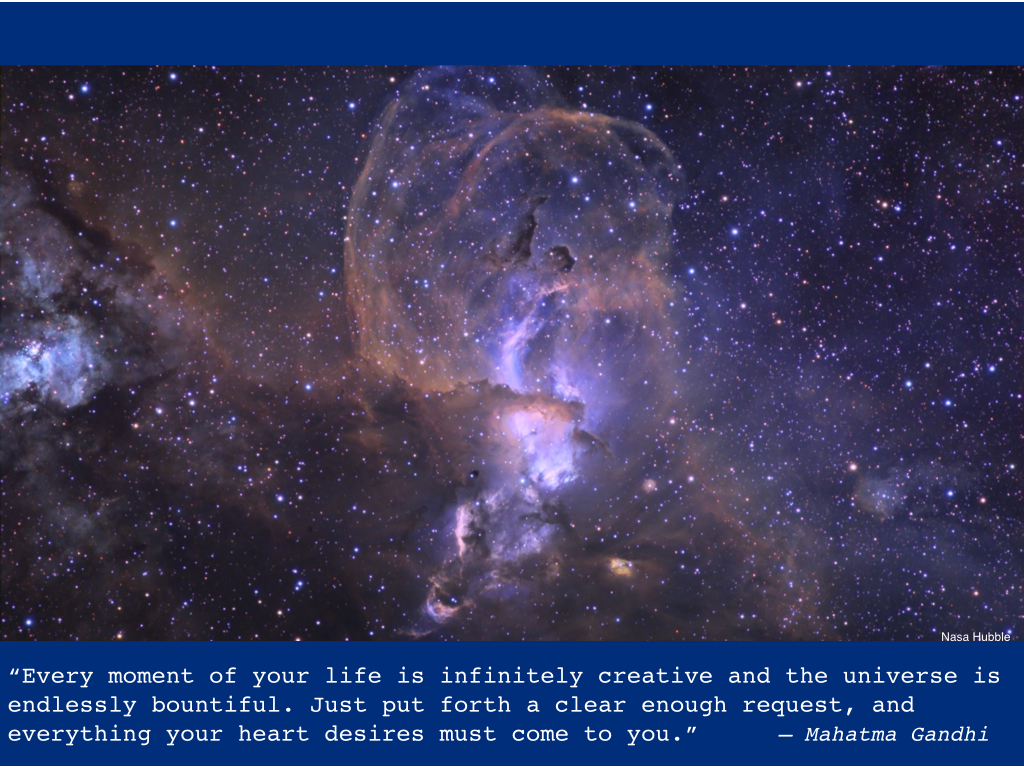 Nasa Hubble
“Every moment of your life is infinitely creative and the universe is
endlessly bountiful. Just put forth a clear enough request, and
everything your heart desires must come to you.” — Mahatma Gandhi